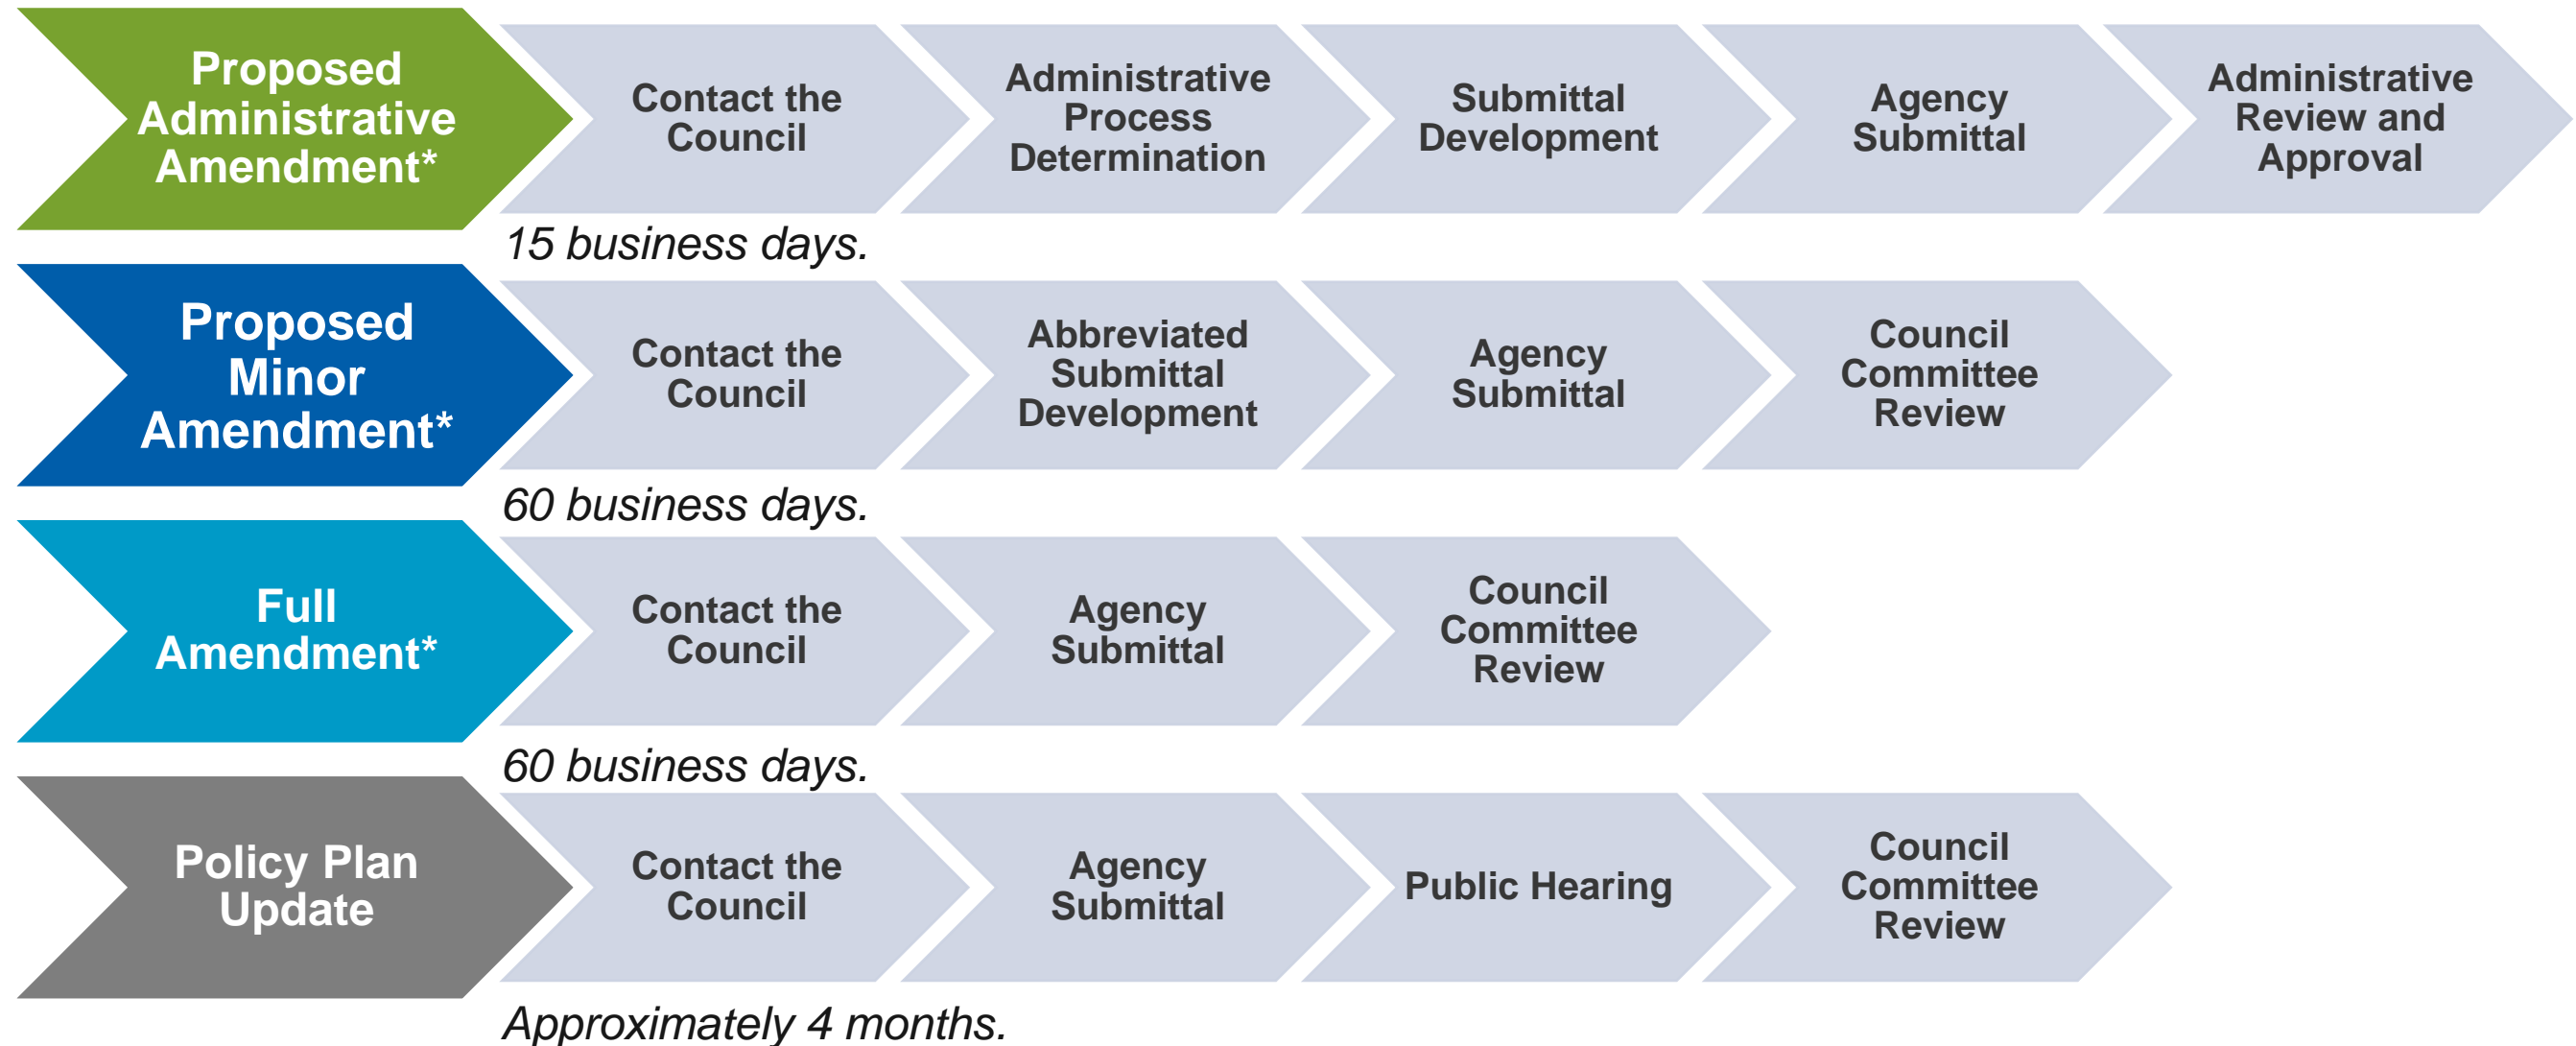 Proposed
Administrative
Amendment*
Contact the
Council
Administrative
Process
Determination
Submittal
Development
Agency
Submittal
Administrative
Review and
Approval
15 business days.
Proposed
Minor
Amendment*
Contact the
Council
Abbreviated
Submittal
Development
Agency
Submittal
Council
Committee
Review
60 business days.
Full
Amendment*
Contact the
Council
Agency
Submittal
Council
Committee
Review
60 business days.
Policy Plan
Update
Contact the
Council
Agency
Submittal
Public Hearing
Council
Committee
Review
Approximately 4 months.